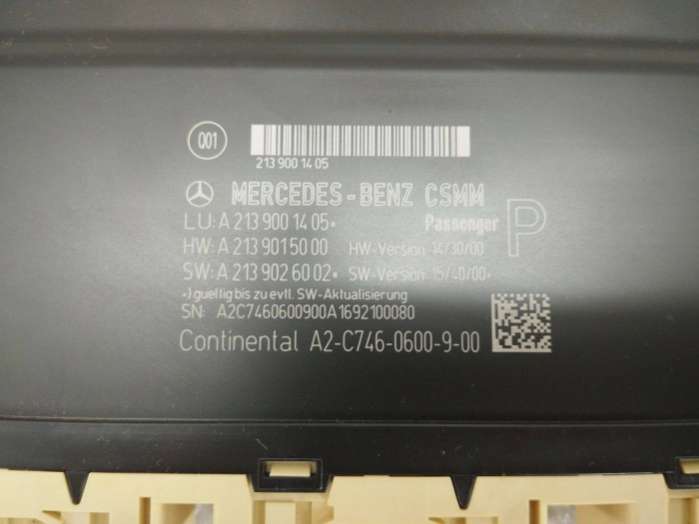 Q01
213 900 14 05
MERCEDES-BENZ CSMM
LU: A 213 900 14 05* Passenger P
HW: A 213 901 50 00 HW-Version 14/30/00
SW: A 213 902 60 02* SW-Version 15/40/00*
*) gueltig bis zu evtl. SW-Aktualisierung
SN: A2C7460600900A1692100080
Continental A2-C746-0600-9-00